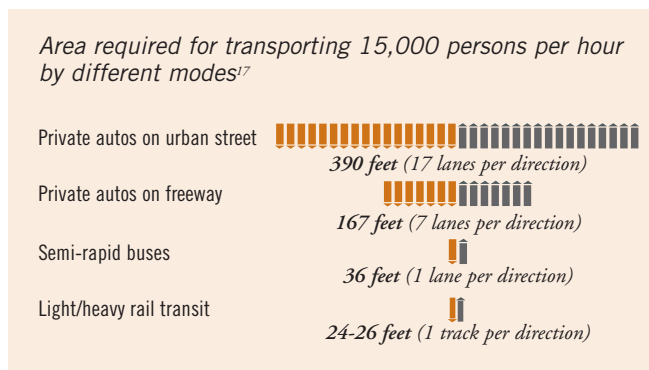 Area required for transporting 15,000 persons per hour
by different modes17
Private autos on urban street
390 feet (17 lanes per direction)
Private autos on freeway
167 feet (7 lanes per direction)
Semi-rapid buses
36 feet (1 lane per direction)
Light/heavy rail transit
24-26 feet (1 track per direction)